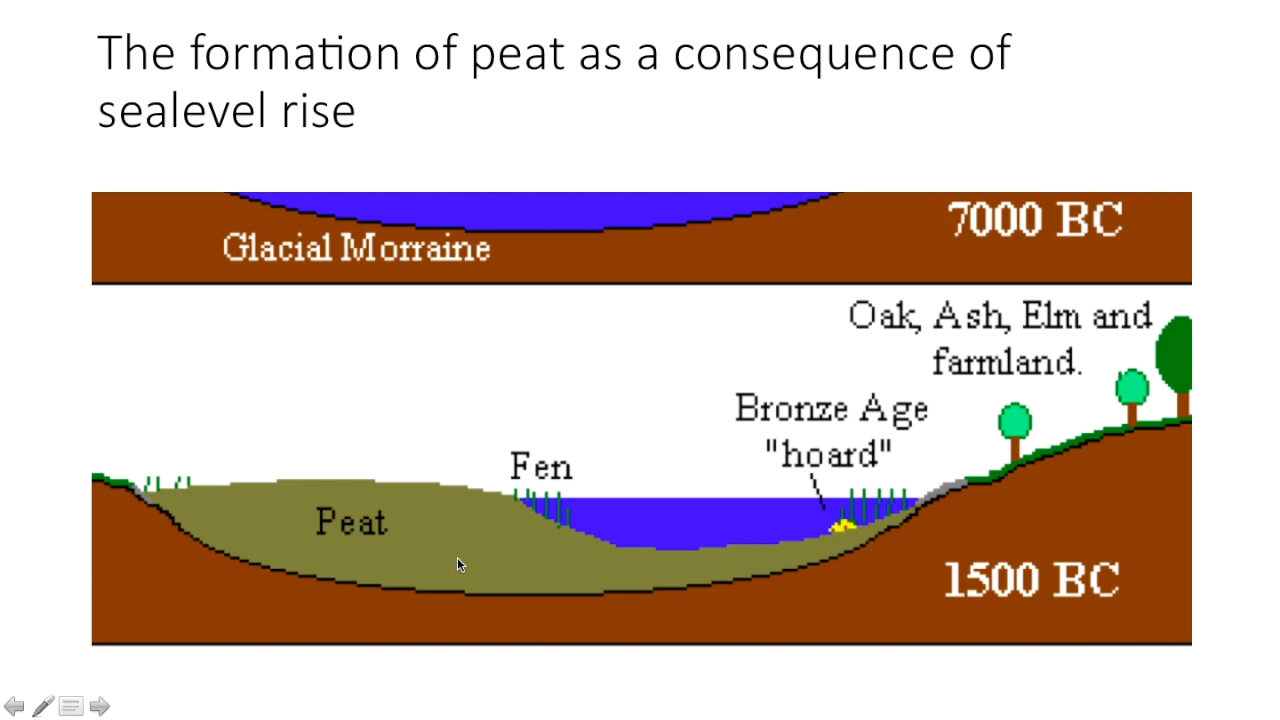 The formation of peat as a consequence of
sealevel rise
7000 BC
Glacial Morraine
Oak, Ash, Elm and
farmland.
Bronze Age
"hoard"
Fen
Peat
1500 BC